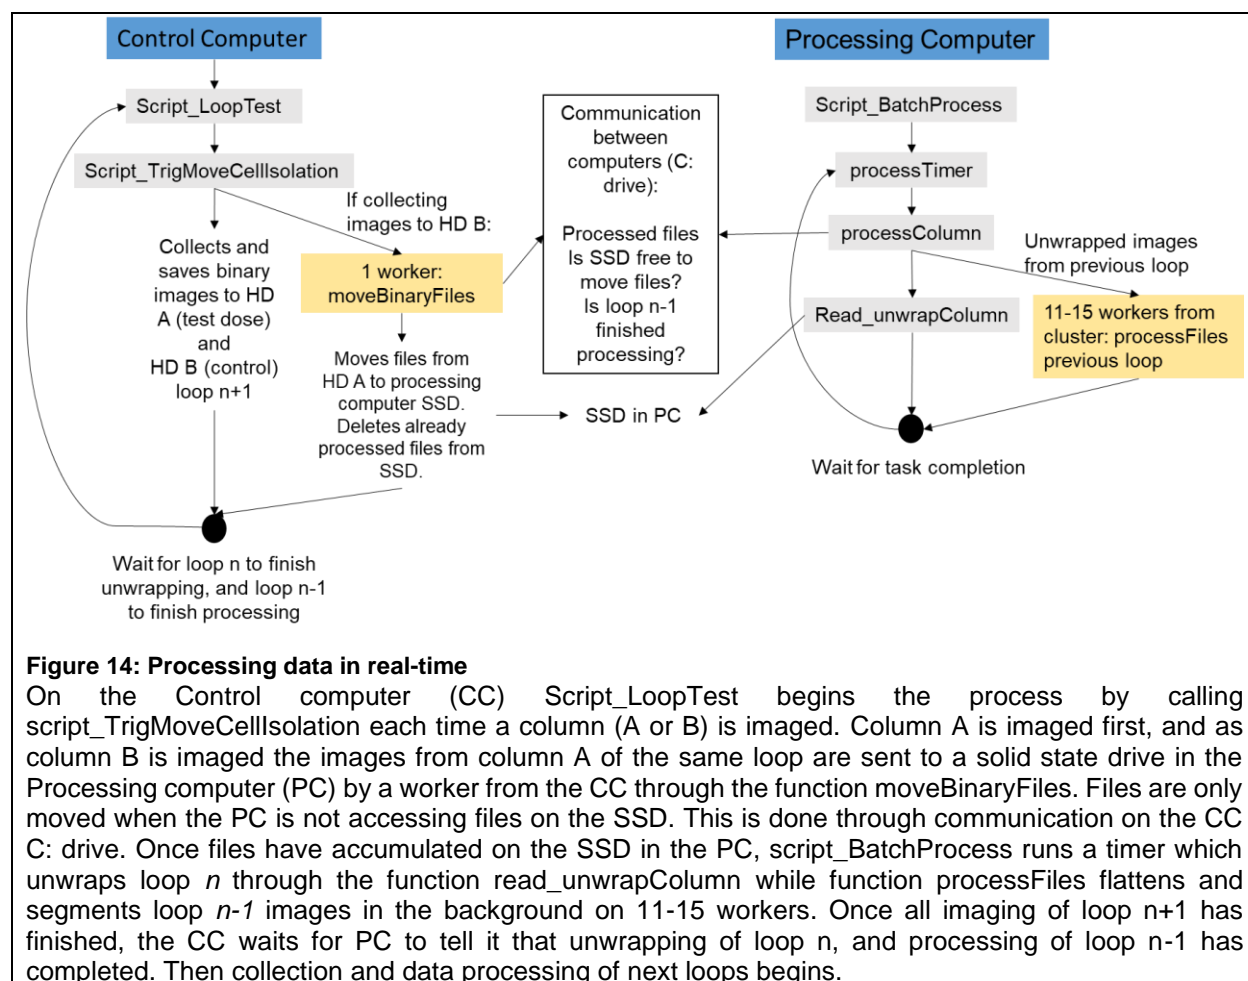 Control Computer
Script_LoopTest
Script_TrigMoveCellIsolation
If collecting
images to HD B:
Collects and
saves binary
images to HD
A (test dose)
and
HD B (control)
loop n+1
1 worker:
moveBinaryFiles
Moves files from
HD A to processing
computer SSD.
Deletes already
processed files from
SSD.
Wait for loop n to finish
unwrapping, and loop n-1
to finish processing
Communication
between
computers (C:
drive):
Processed files
Is SSD free to
move files?
Is loop n-1
finished
processing?
SSD in PC
Processing Computer
Script_BatchProcess
processTimer
processColumn
Unwrapped images
from previous loop
Read_unwrapColumn
11-15 workers from
cluster: processFiles
previous loop
Wait for task completion
Figure 14: Processing data in real-time
On the Control computer (CC) Script_LoopTest begins the process by calling
script_TrigMoveCellIsolation each time a column (A or B) is imaged. Column A is imaged first, and as
column B is imaged the images from column A of the same loop are sent to a solid state drive in the
Processing computer (PC) by a worker from the CC through the function moveBinaryFiles. Files are only
moved when the PC is not accessing files on the SSD. This is done through communication on the CC
C: drive. Once files have accumulated on the SSD in the PC, script_BatchProcess runs a timer which
unwraps loop n through the function read_unwrapColumn while function processFiles flattens and
segments loop n-1 images in the background on 11-15 workers. Once all imaging of loop n+1 has
finished, the CC waits for PC to tell it that unwrapping of loop n, and processing of loop n-1 has
completed. Then collection and data processing of next loops begins.